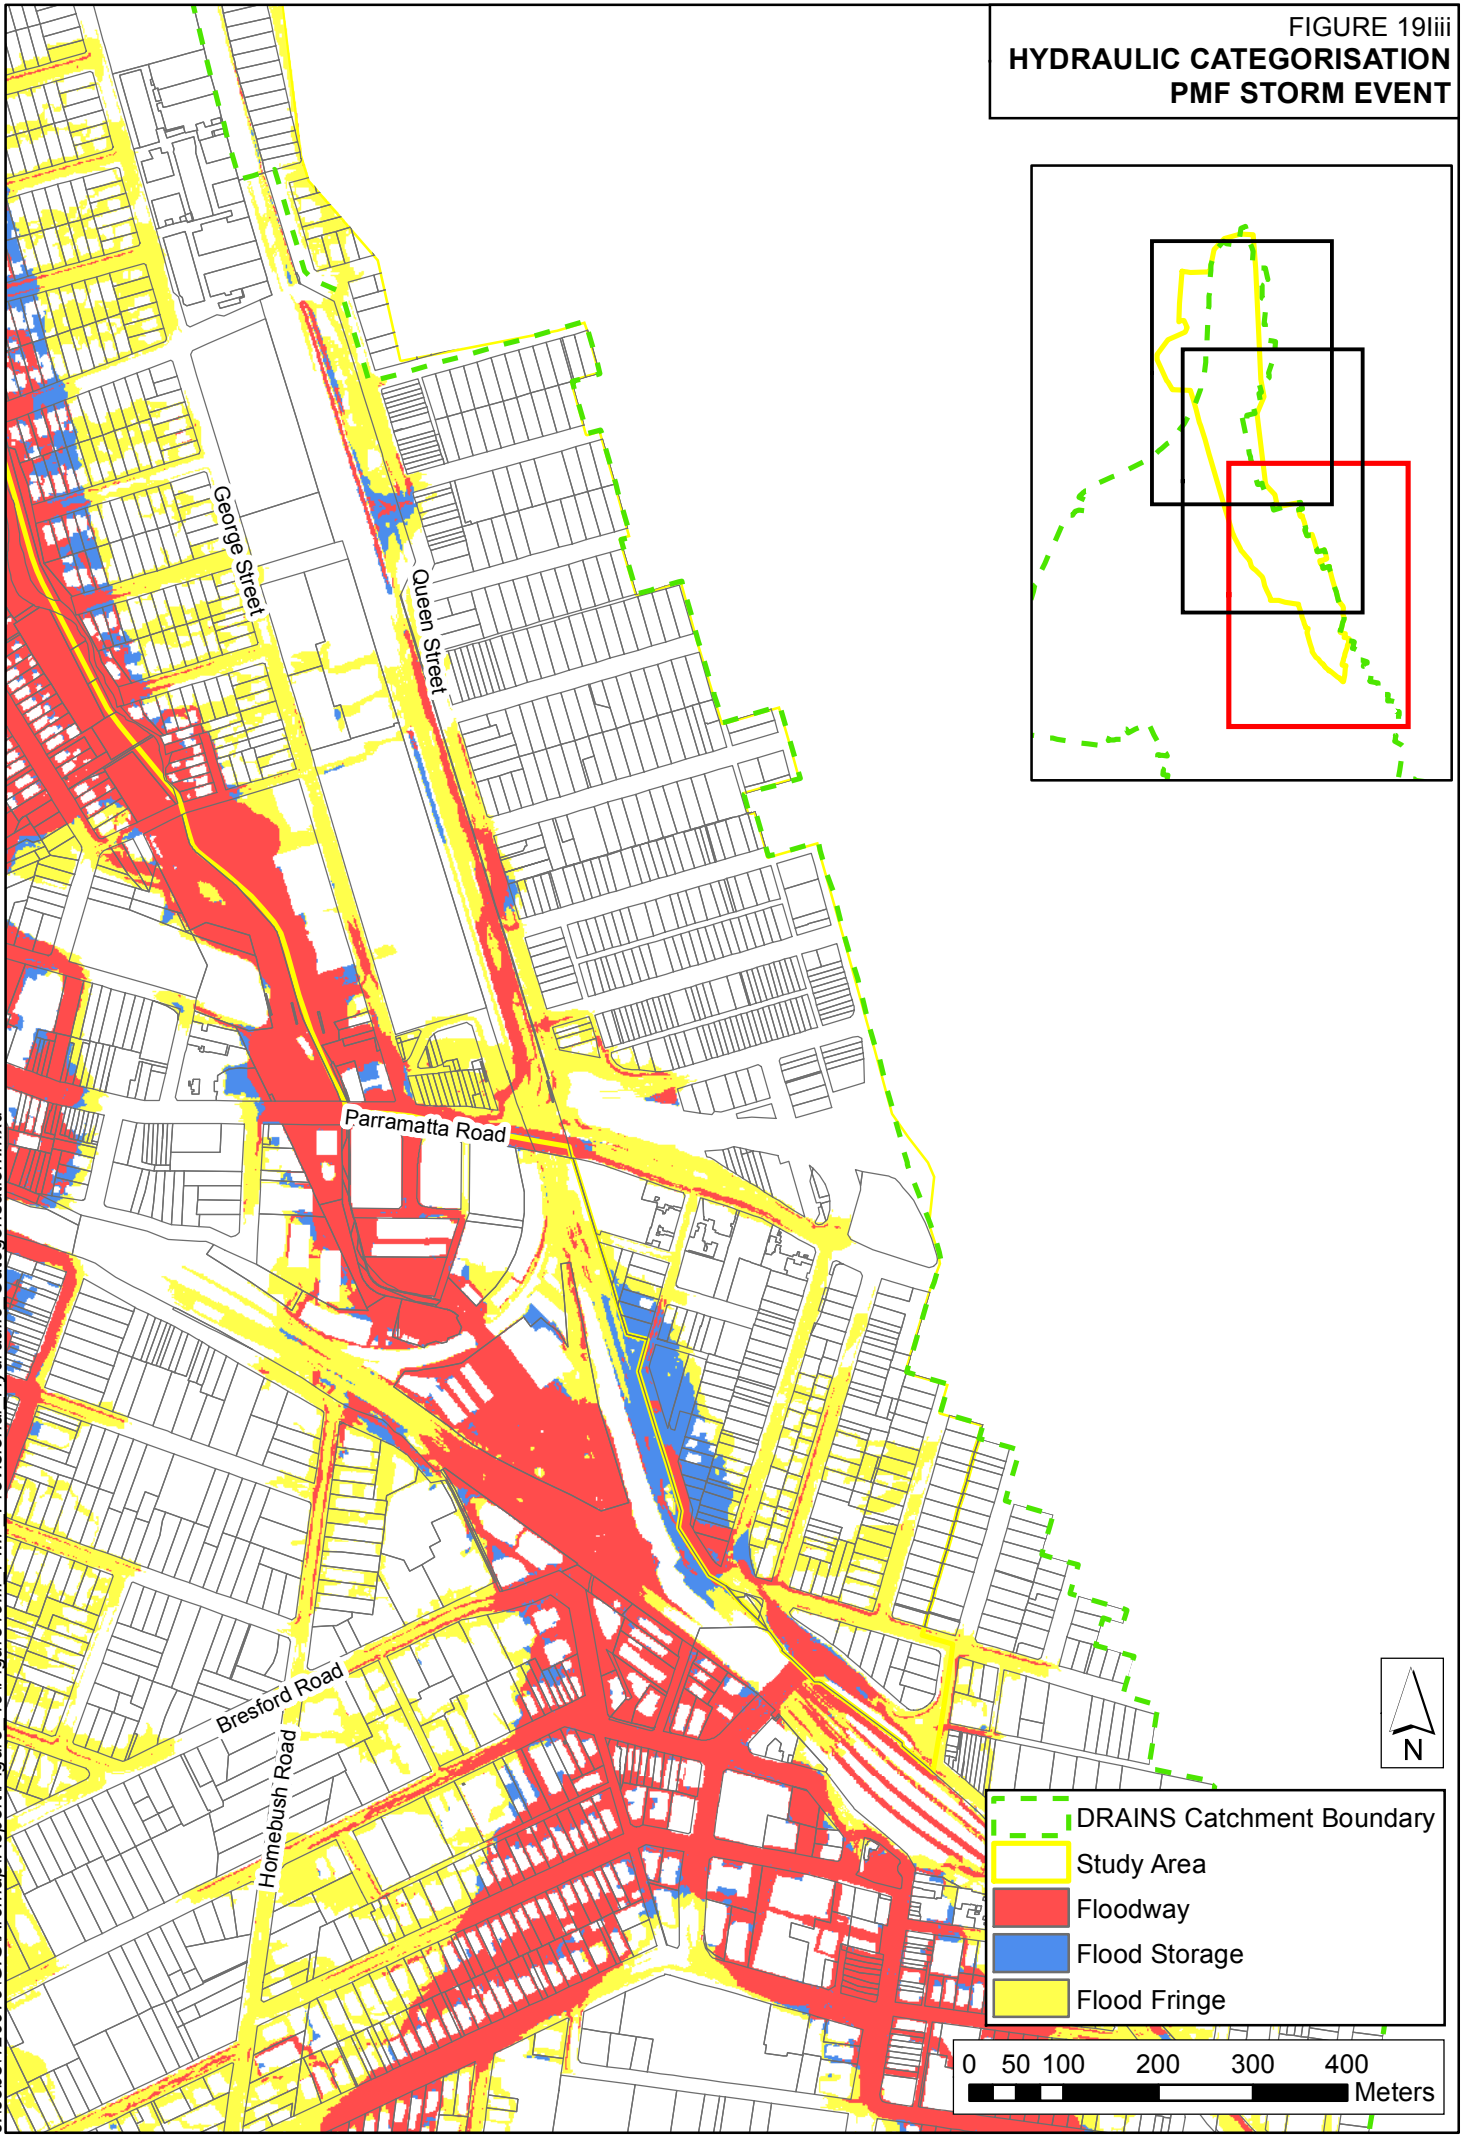 FIGURE 19Iiii
HYDRAULIC CATEGORISATION
PMF STORM EVENT
George Street
Queen Street
Parramatta Road
Bresford Road
Homebush Road
N
DRAINS Catchment Boundary
Study Area
Floodway
Flood Storage
Flood Fringe
0 50 100 200 300 400
Meters